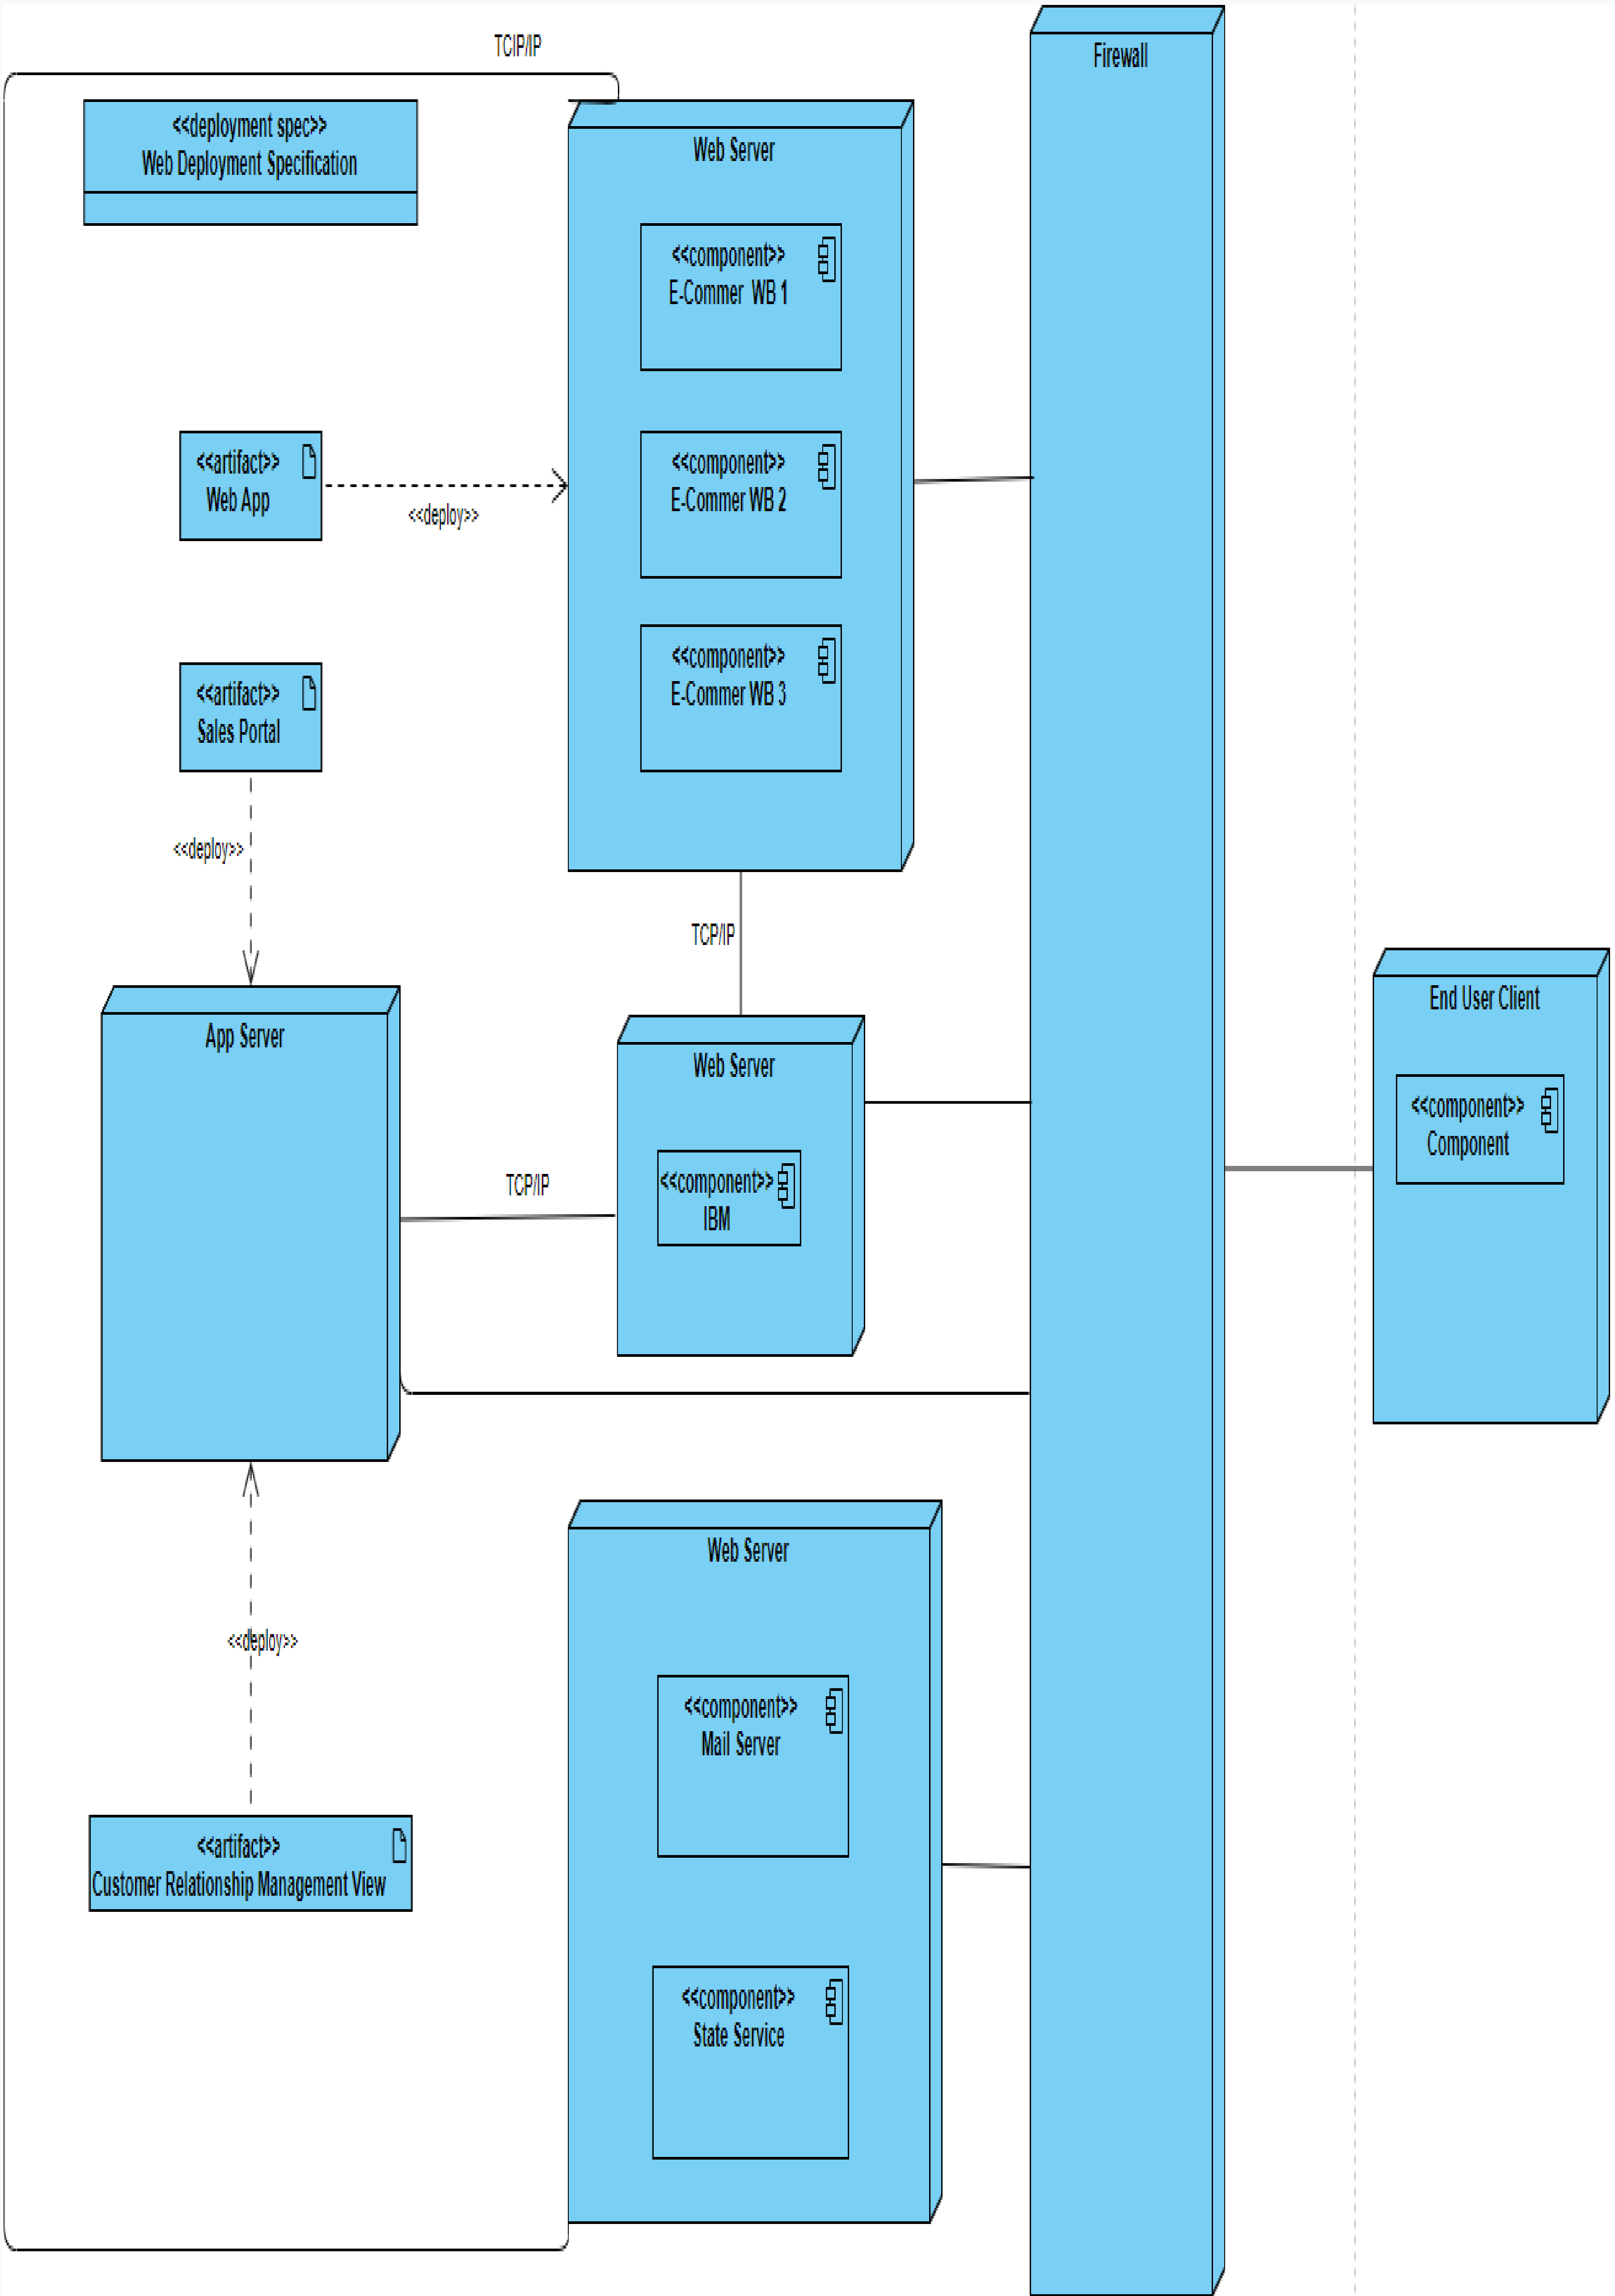 TCIP/IP
Firewall
<<deployment spec>>
Web Deployment Specification
Web Server
<<component>>
E-Commer WB 1
<<artifact>>
Web App
<<deploy>>
<<component>>
E-Commer WB 2
<<artifact>>
Sales Portal
<<component>>
E-Commer WB 3
<<deploy>>
TCP/IP
App Server
Web Server
End User Client
<<component>>
Component
TCP/IP
<<component>>
IBM
Web Server
<<deploy>>
<<component>>
Mail Server
<<artifact>>
Customer Relationship Management View
<<component>>
State Service